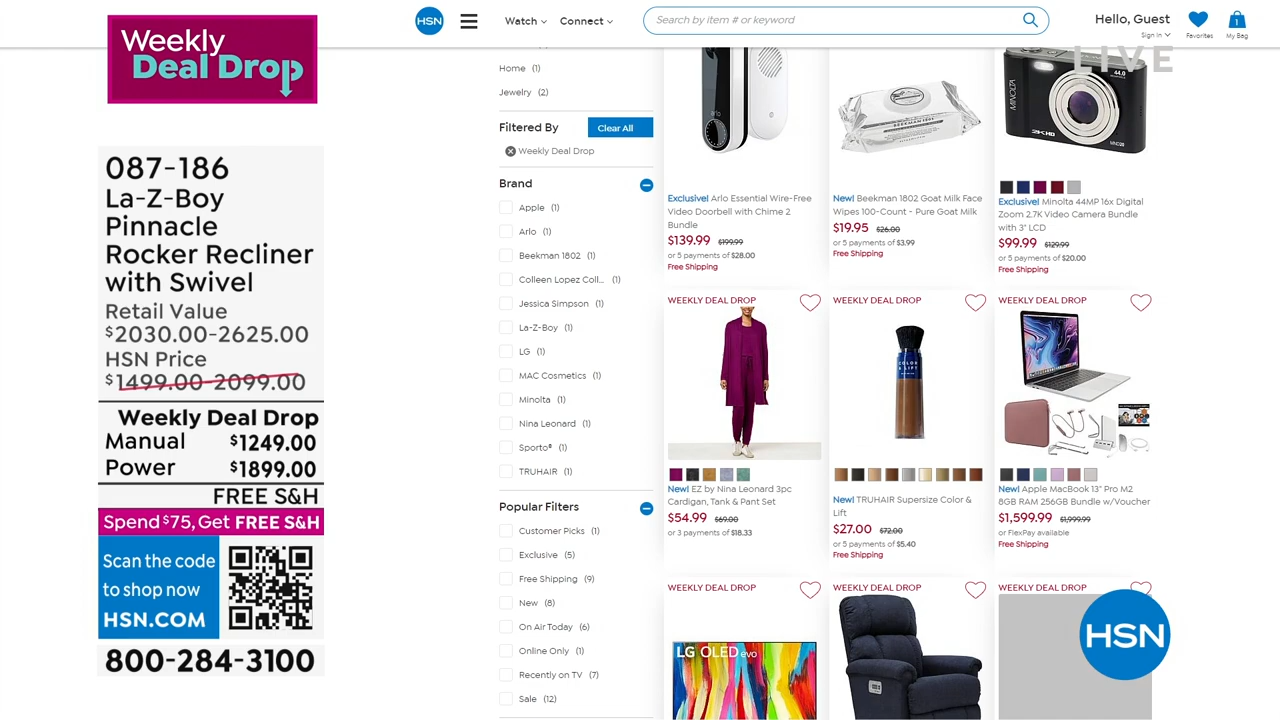 Weekly
Deal Drop
087-186
La-Z-Boy
Pinnacle
Rocker Recliner
with Swivel
Retail Value
$2030.00-2625.00
HSN Price
$1499.00-2099.00
Weekly Deal Drop
Manual $1249.00
Power $1899.00
FREE S&H
Spend $75, Get FREE S&H
Scan the code
to shop now
HSN.COM
800-284-3100
HSN
Watch
Connect
Search by item # or keyword
Hello, Guest
Sign in
Favorites
1
My Bag
LIVE
Home (1)
Jewelry (2)
Filtered By
Clear All
Weekly Deal Drop
Brand
Apple (1)
Arlo (1)
Beekman 1802 (1)
Colleen Lopez Coll... (1)
Jessica Simpson (1)
La-Z-Boy (1)
LG (1)
MAC Cosmetics (1)
Minolta (1)
Nina Leonard (1)
Sporto® (1)
TRUHAIR (1)
Popular Filters
Customer Picks (1)
Exclusive (5)
Free Shipping (9)
New (8)
On Air Today (6)
Online Only (1)
Recently on TV (7)
Sale (12)
arlo
Exclusive! Arlo Essential Wire-Free
Video Doorbell with Chime 2
Bundle
$139.99 $199.99
or 5 payments of $28.00
Free Shipping
New! Beekman 1802 Goat Milk Face
Wipes 100-Count - Pure Goat Milk
$19.95 $26.00
or 5 payments of $3.99
Free Shipping
MINOLTA
44.0
Exclusive! Minolta 44MP 16x Digital
Zoom 2.7K Video Camera Bundle
with 3" LCD
$99.99 $129.99
or 5 payments of $20.00
Free Shipping
WEEKLY DEAL DROP
New! EZ by Nina Leonard 3pc
Cardigan, Tank & Pant Set
$54.99 $69.00
or 3 payments of $18.33
WEEKLY DEAL DROP
COLOR
& LIFT
New! TRUHAIR Supersize Color &
Lift
$27.00 $72.00
or 5 payments of $5.40
Free Shipping
WEEKLY DEAL DROP
New! Apple MacBook 13" Pro M2
8GB RAM 256GB Bundle w/Voucher
$1,599.99 $1,999.99
or FlexPay available
Free Shipping
WEEKLY DEAL DROP
LG OLED evo
WEEKLY DEAL DROP
WEEKLY DEAL DROP
HSN